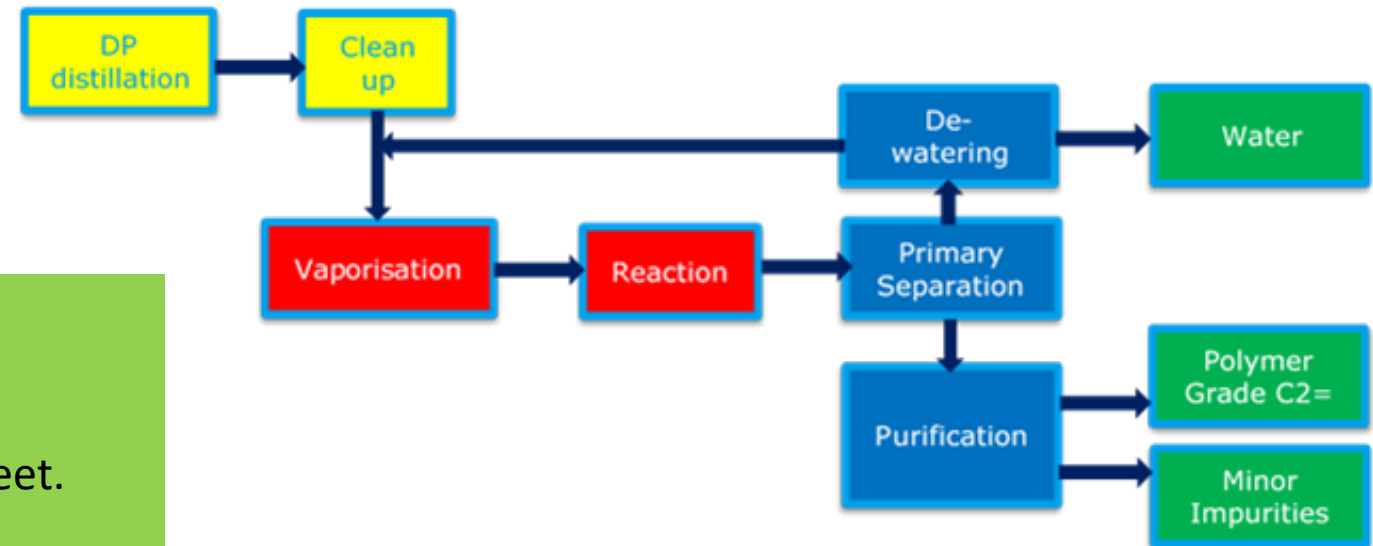 DP
distillation
Clean
up
De-
watering
Water
Vaporisation
Reaction
Primary
Separation
Purification
Polymer
Grade C2=
Minor
Impurities
eet.